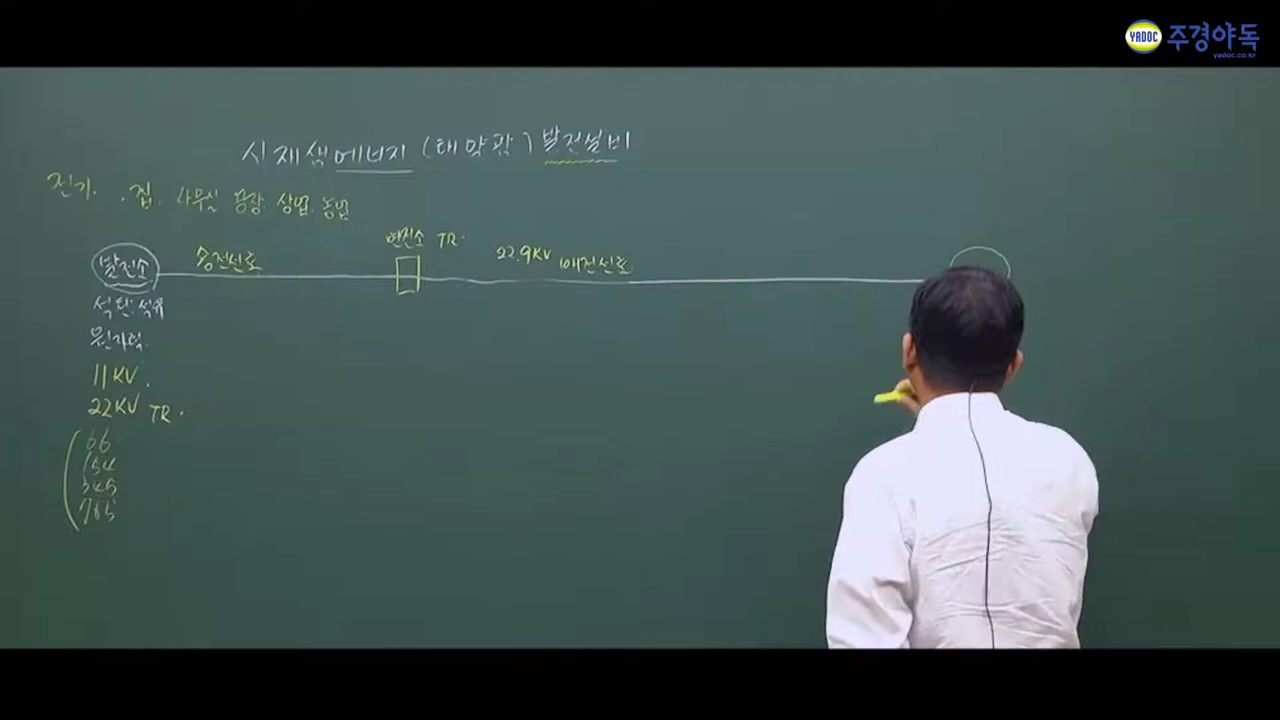 YADOC 주경야독
yadoc.co.kr
신재생에너지 (태양광) 발전설비
전기. . 집. 사무실 공장. 상업. 농업
변전소 TR.
발전소 송전선로 22.9KV 배전선로
석탄. 석유
원자력.
11KV.
22KV TR.
66
154
345
765